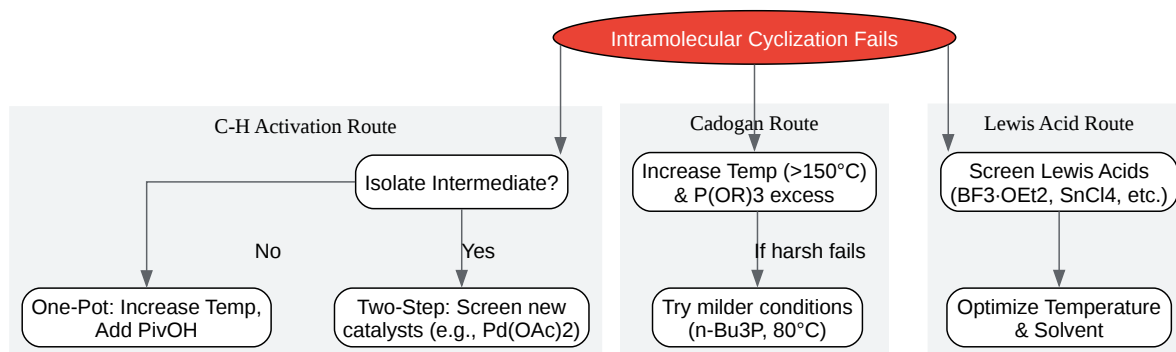 Intramolecular Cyclization Fails
C-H Activation Route
Isolate Intermediate?
No
Yes
One-Pot: Increase Temp,
Add PivOH
Two-Step: Screen new
catalysts (e.g., Pd(OAc)2)
Cadogan Route
Increase Temp (>150°C)
& P(OR)3 excess
If harsh fails
Try milder conditions
(n-Bu3P, 80°C)
Lewis Acid Route
Screen Lewis Acids
(BF3·OEt2, SnCl4, etc.)
Optimize Temperature
& Solvent